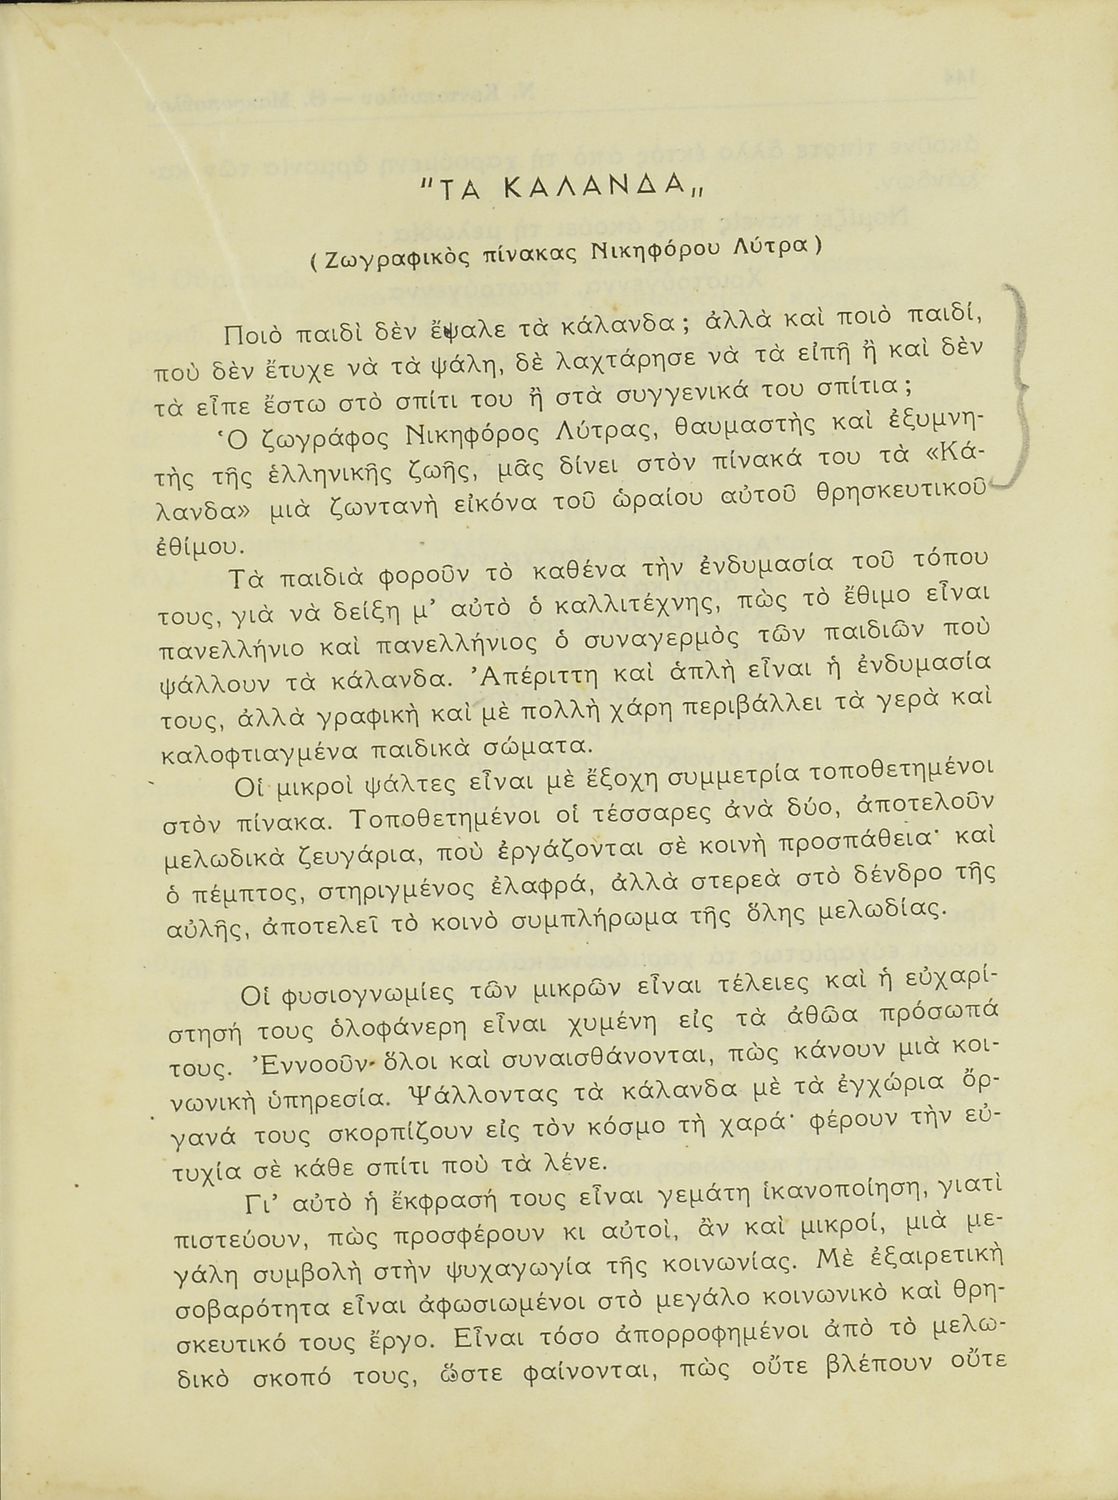 "ΤΑ ΚΑΛΑΝΔΑ„
(Ζωγραφικὸς πίνακας Νικηφόρου Λύτρα)
Ποιὸ παιδὶ δὲν ἔψαλε τὰ κάλανδα; ἀλλὰ καὶ ποιὸ παιδί,
ποὺ δὲν ἔτυχε νὰ τὰ ψάλη, δὲ λαχτάρησε νὰ τὰ εἰπῆ ἢ καὶ δὲν
τὰ εἶπε ἔστω στὸ σπίτι του ἢ στὰ συγγενικά του σπίτια;
Ὁ ζωγράφος Νικηφόρος Λύτρας, θαυμαστὴς καὶ ἐξυμνη-
τὴς τῆς ἑλληνικῆς ζωῆς, μᾶς δίνει στὸν πίνακά του τὰ «Κά-
λανδα» μιὰ ζωντανὴ εἰκόνα τοῦ ὡραίου αὐτοῦ θρησκευτικοῦ
ἐθίμου.
Τὰ παιδιὰ φοροῦν τὸ καθένα τὴν ἐνδυμασία τοῦ τόπου
τους, γιὰ νὰ δείξη μ’ αὐτὸ ὁ καλλιτέχνης, πὼς τὸ ἔθιμο εἶναι
πανελλήνιο καὶ πανελλήνιος ὁ συναγερμὸς τῶν παιδιῶν ποὺ
ψάλλουν τὰ κάλανδα. Ἀπέριττη καὶ ἁπλὴ εἶναι ἡ ἐνδυμασία
τους, ἀλλὰ γραφικὴ καὶ μὲ πολλὴ χάρη περιβάλλει τὰ γερὰ καὶ
καλοφτιαγμένα παιδικὰ σώματα.
Οἱ μικροὶ ψάλτες εἶναι μὲ ἔξοχη συμμετρία τοποθετημένοι
στὸν πίνακα. Τοποθετημένοι οἱ τέσσαρες ἀνὰ δύο, ἀποτελοῦν
μελωδικὰ ζευγάρια, ποὺ ἐργάζονται σὲ κοινὴ προσπάθεια· καὶ
ὁ πέμπτος, στηριγμένος ἐλαφρά, ἀλλὰ στερεὰ στὸ δένδρο τῆς
αὐλῆς, ἀποτελεῖ τὸ κοινὸ συμπλήρωμα τῆς ὅλης μελωδίας.
Οἱ φυσιογνωμίες τῶν μικρῶν εἶναι τέλειες καὶ ἡ εὐχαρί-
στησή τους ὁλοφάνερη εἶναι χυμένη εἰς τὰ ἀθῶα πρόσωπά
τους. Ἐννοοῦν ὅλοι καὶ συναισθάνονται, πὼς κάνουν μιὰ κοι-
νωνικὴ ὑπηρεσία. Ψάλλοντας τὰ κάλανδα μὲ τὰ ἐγχώρια ὄρ-
γανά τους σκορπίζουν εἰς τὸν κόσμο τὴ χαρά· φέρουν τὴν εὐ-
τυχία σὲ κάθε σπίτι ποὺ τὰ λένε.
Γι’ αὐτὸ ἡ ἔκφρασή τους εἶναι γεμάτη ἱκανοποίηση, γιατὶ
πιστεύουν, πὼς προσφέρουν κι αὐτοί, ἂν καὶ μικροί, μιὰ με-
γάλη συμβολὴ στὴν ψυχαγωγία τῆς κοινωνίας. Μὲ ἐξαιρετικὴ
σοβαρότητα εἶναι ἀφωσιωμένοι στὸ μεγάλο κοινωνικὸ καὶ θρη-
σκευτικό τους ἔργο. Εἶναι τόσο ἀπορροφημένοι ἀπὸ τὸ μελω-
δικὸ σκοπό τους, ὥστε φαίνονται, πὼς οὔτε βλέπουν οὔτε